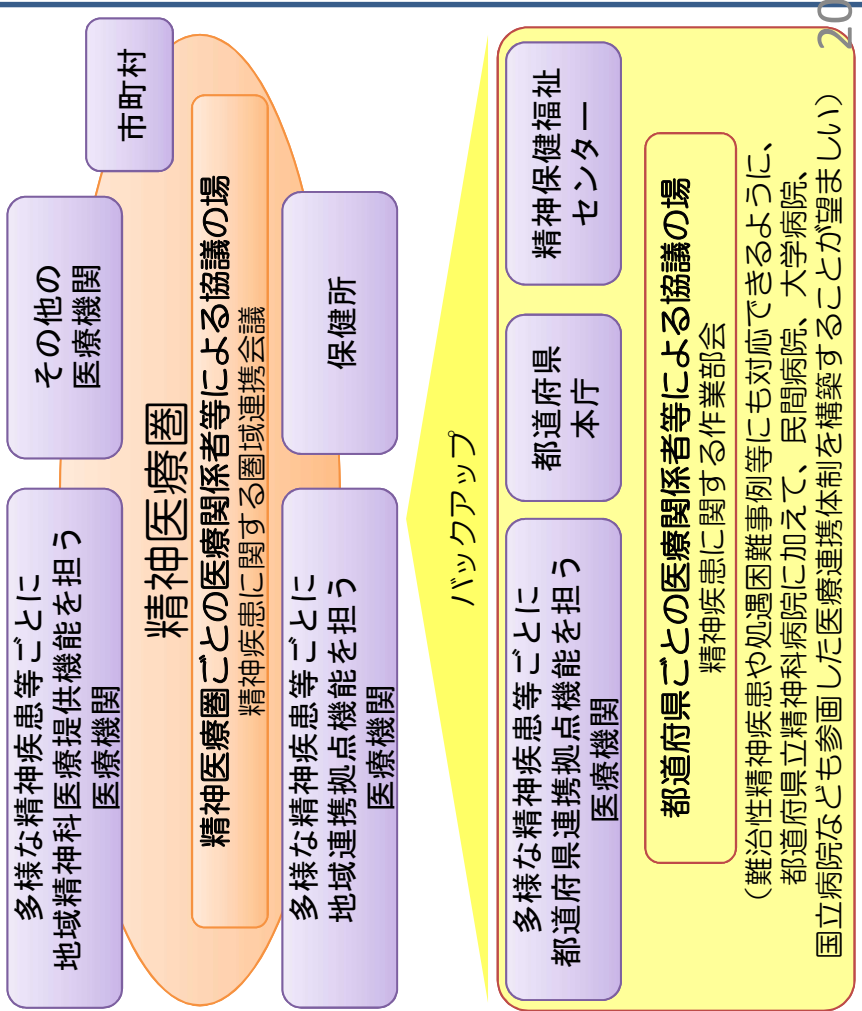 多様な精神疾患等ごとに
地域精神科医療提供機能を担う
医療機関
その他の
医療機関
市町村
精神医療圏
精神医療圏ごとの医療関係者等による協議の場
精神疾患に関する圏域連携会議
多様な精神疾患等ごとに
地域連携拠点機能を担う
医療機関
保健所
バックアップ
多様な精神疾患等ごとに
都道府県連携拠点機能を担う
医療機関
都道府県
本庁
精神保健福祉
センター
都道府県ごとの医療関係者等による協議の場
精神疾患に関する作業部会
（難治性精神疾患や処遇困難事例等にも対応できるように、
都道府県立精神科病院に加えて、民間病院、大学病院、
国立病院なども参画した医療連携体制を構築することが望ましい）
20